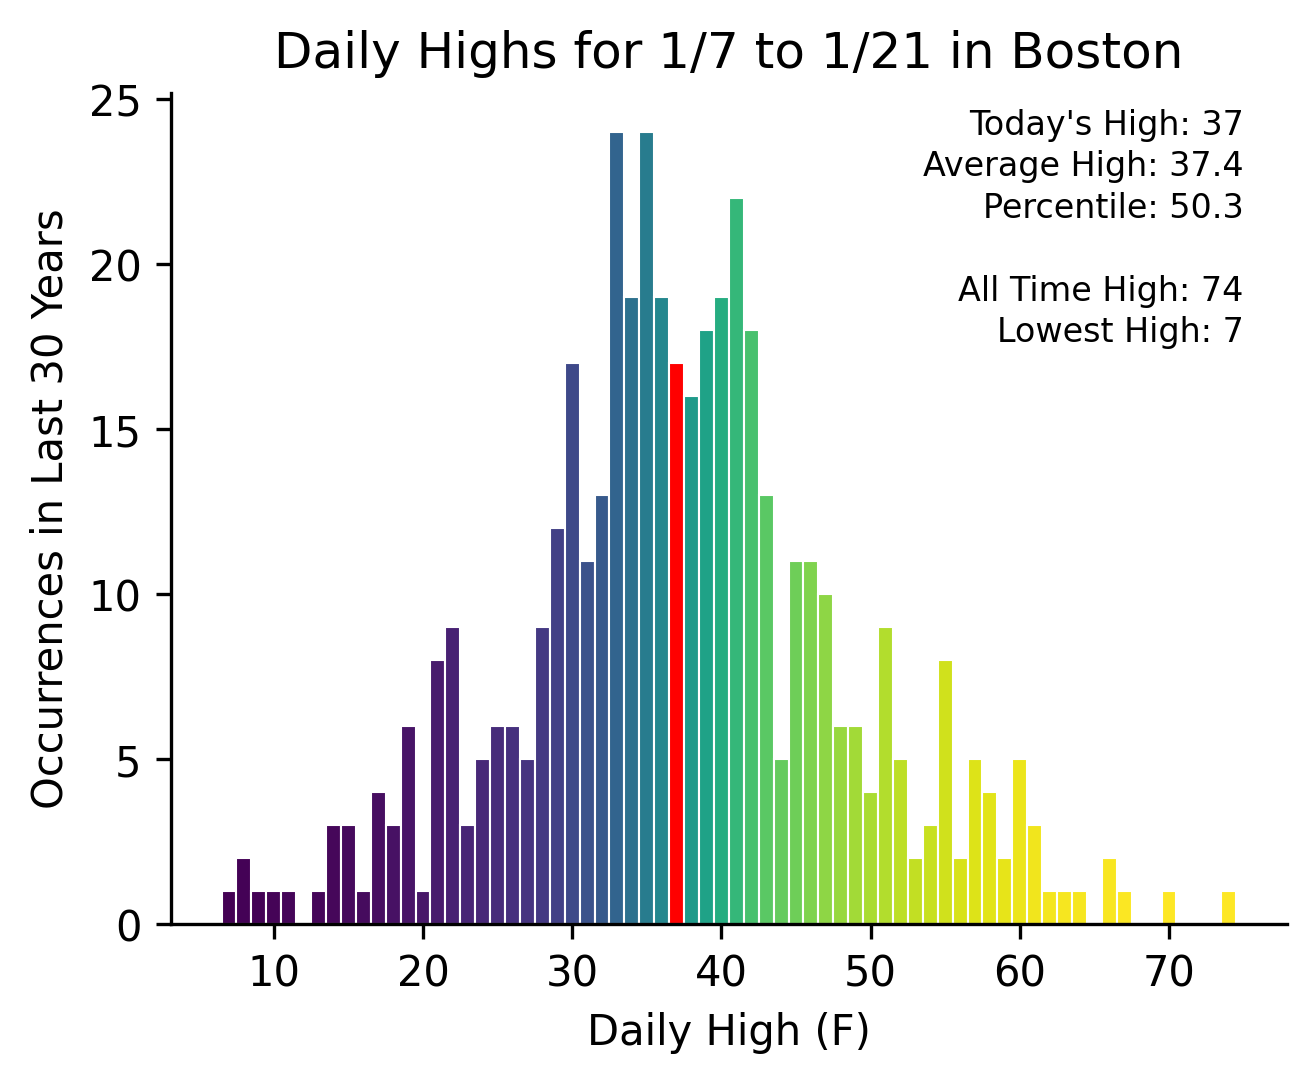 Daily Highs for 1/7 to 1/21 in Boston
Today's High: 37
Average High: 37.4
Percentile: 50.3
All Time High: 74
Lowest High: 7
Occurrences in Last 30 Years
25
20
15
10
5
0
10 20 30 40 50 60 70
Daily High (F)